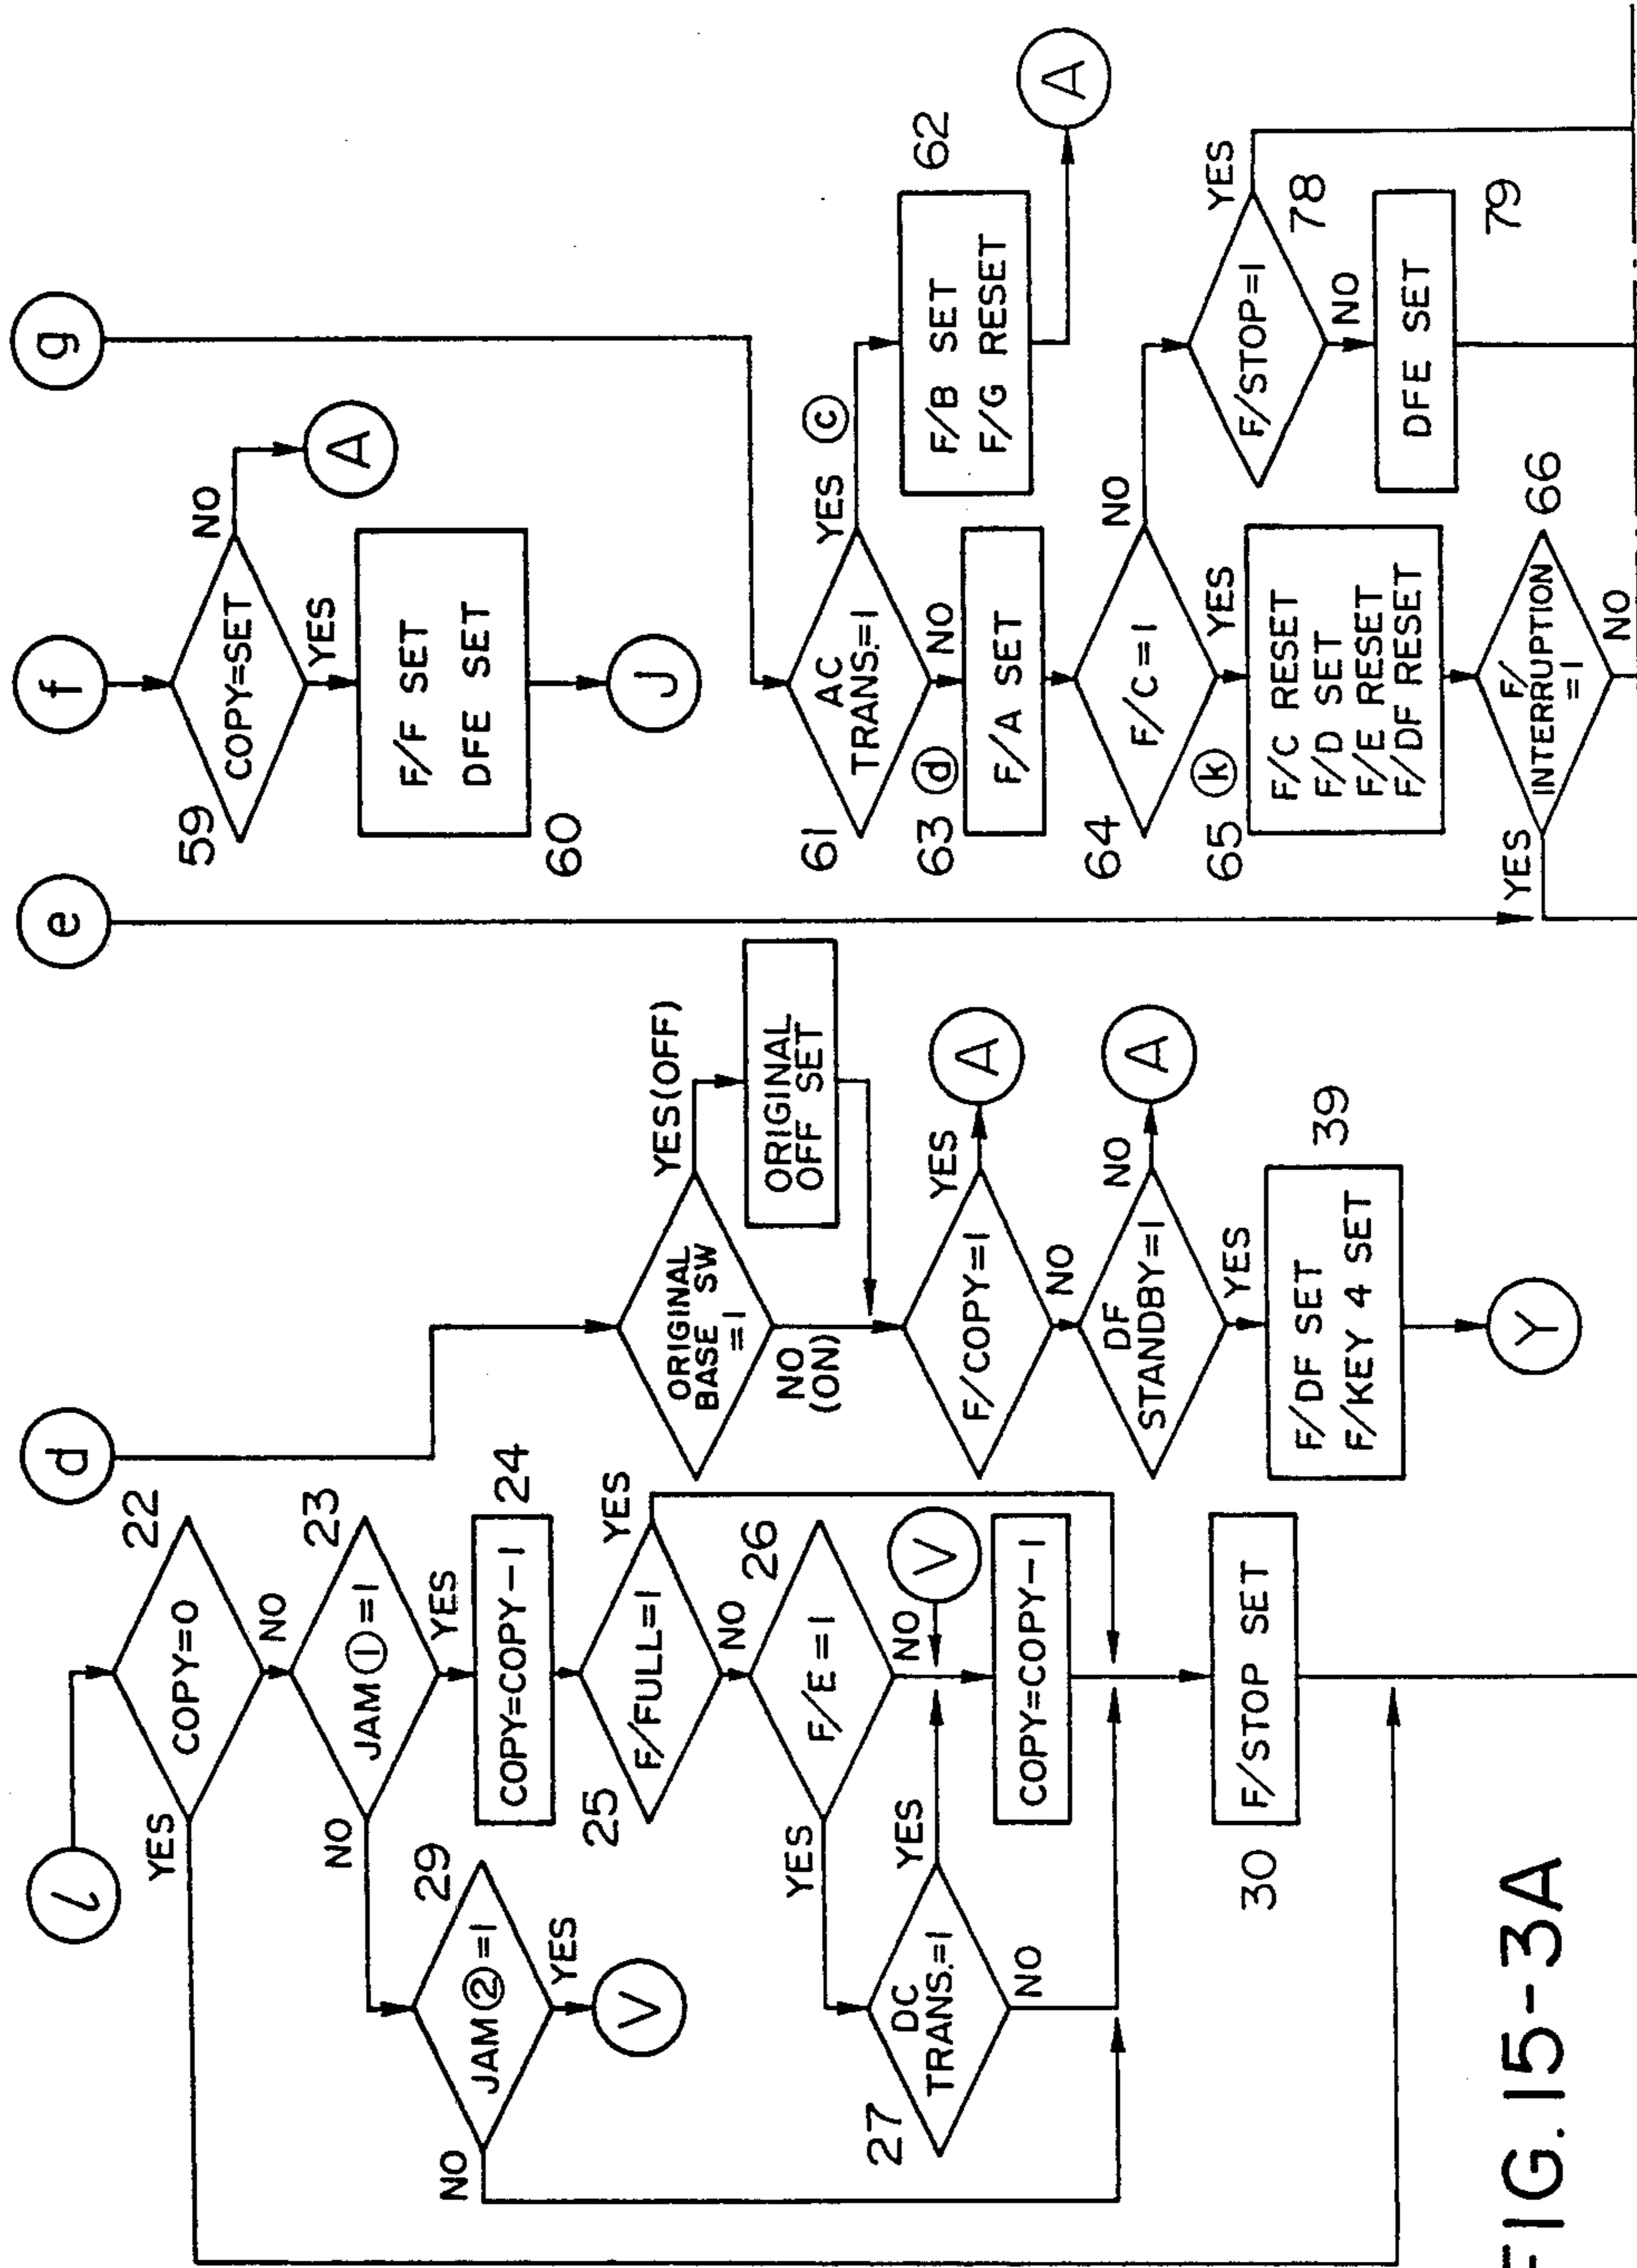 l
22
COPY=0
YES
NO
23
JAM ① =1
NO
YES
29
JAM ② =1
NO
YES
V
24
COPY=COPY-1
25
F/FULL=1
YES
NO
26
F/E=1
YES
NO
V
27
DC
TRANS.=1
YES
NO
COPY=COPY-1
30
F/STOP SET
d
ORIGINAL
BASE SW
=1
YES(OFF)
NO
(ON)
ORIGINAL
OFF SET
F/COPY=1
YES
A
NO
DF
STANDBY=1
NO
A
YES
F/DF SET
F/KEY 4 SET
39
Y
e
f
59
COPY=SET
NO
A
YES
F/F SET
DFE SET
60
J
g
61
AC
TRANS.=1
YES
c
62
F/B SET
F/G RESET
A
NO
63
d
F/A SET
64
F/C=1
NO
YES
65
k
F/C RESET
F/D SET
F/E RESET
F/DF RESET
F/STOP=1
YES
78
NO
DFE SET
79
F/
INTERRUPTION
=1
66
YES
NO
FIG.15-3A